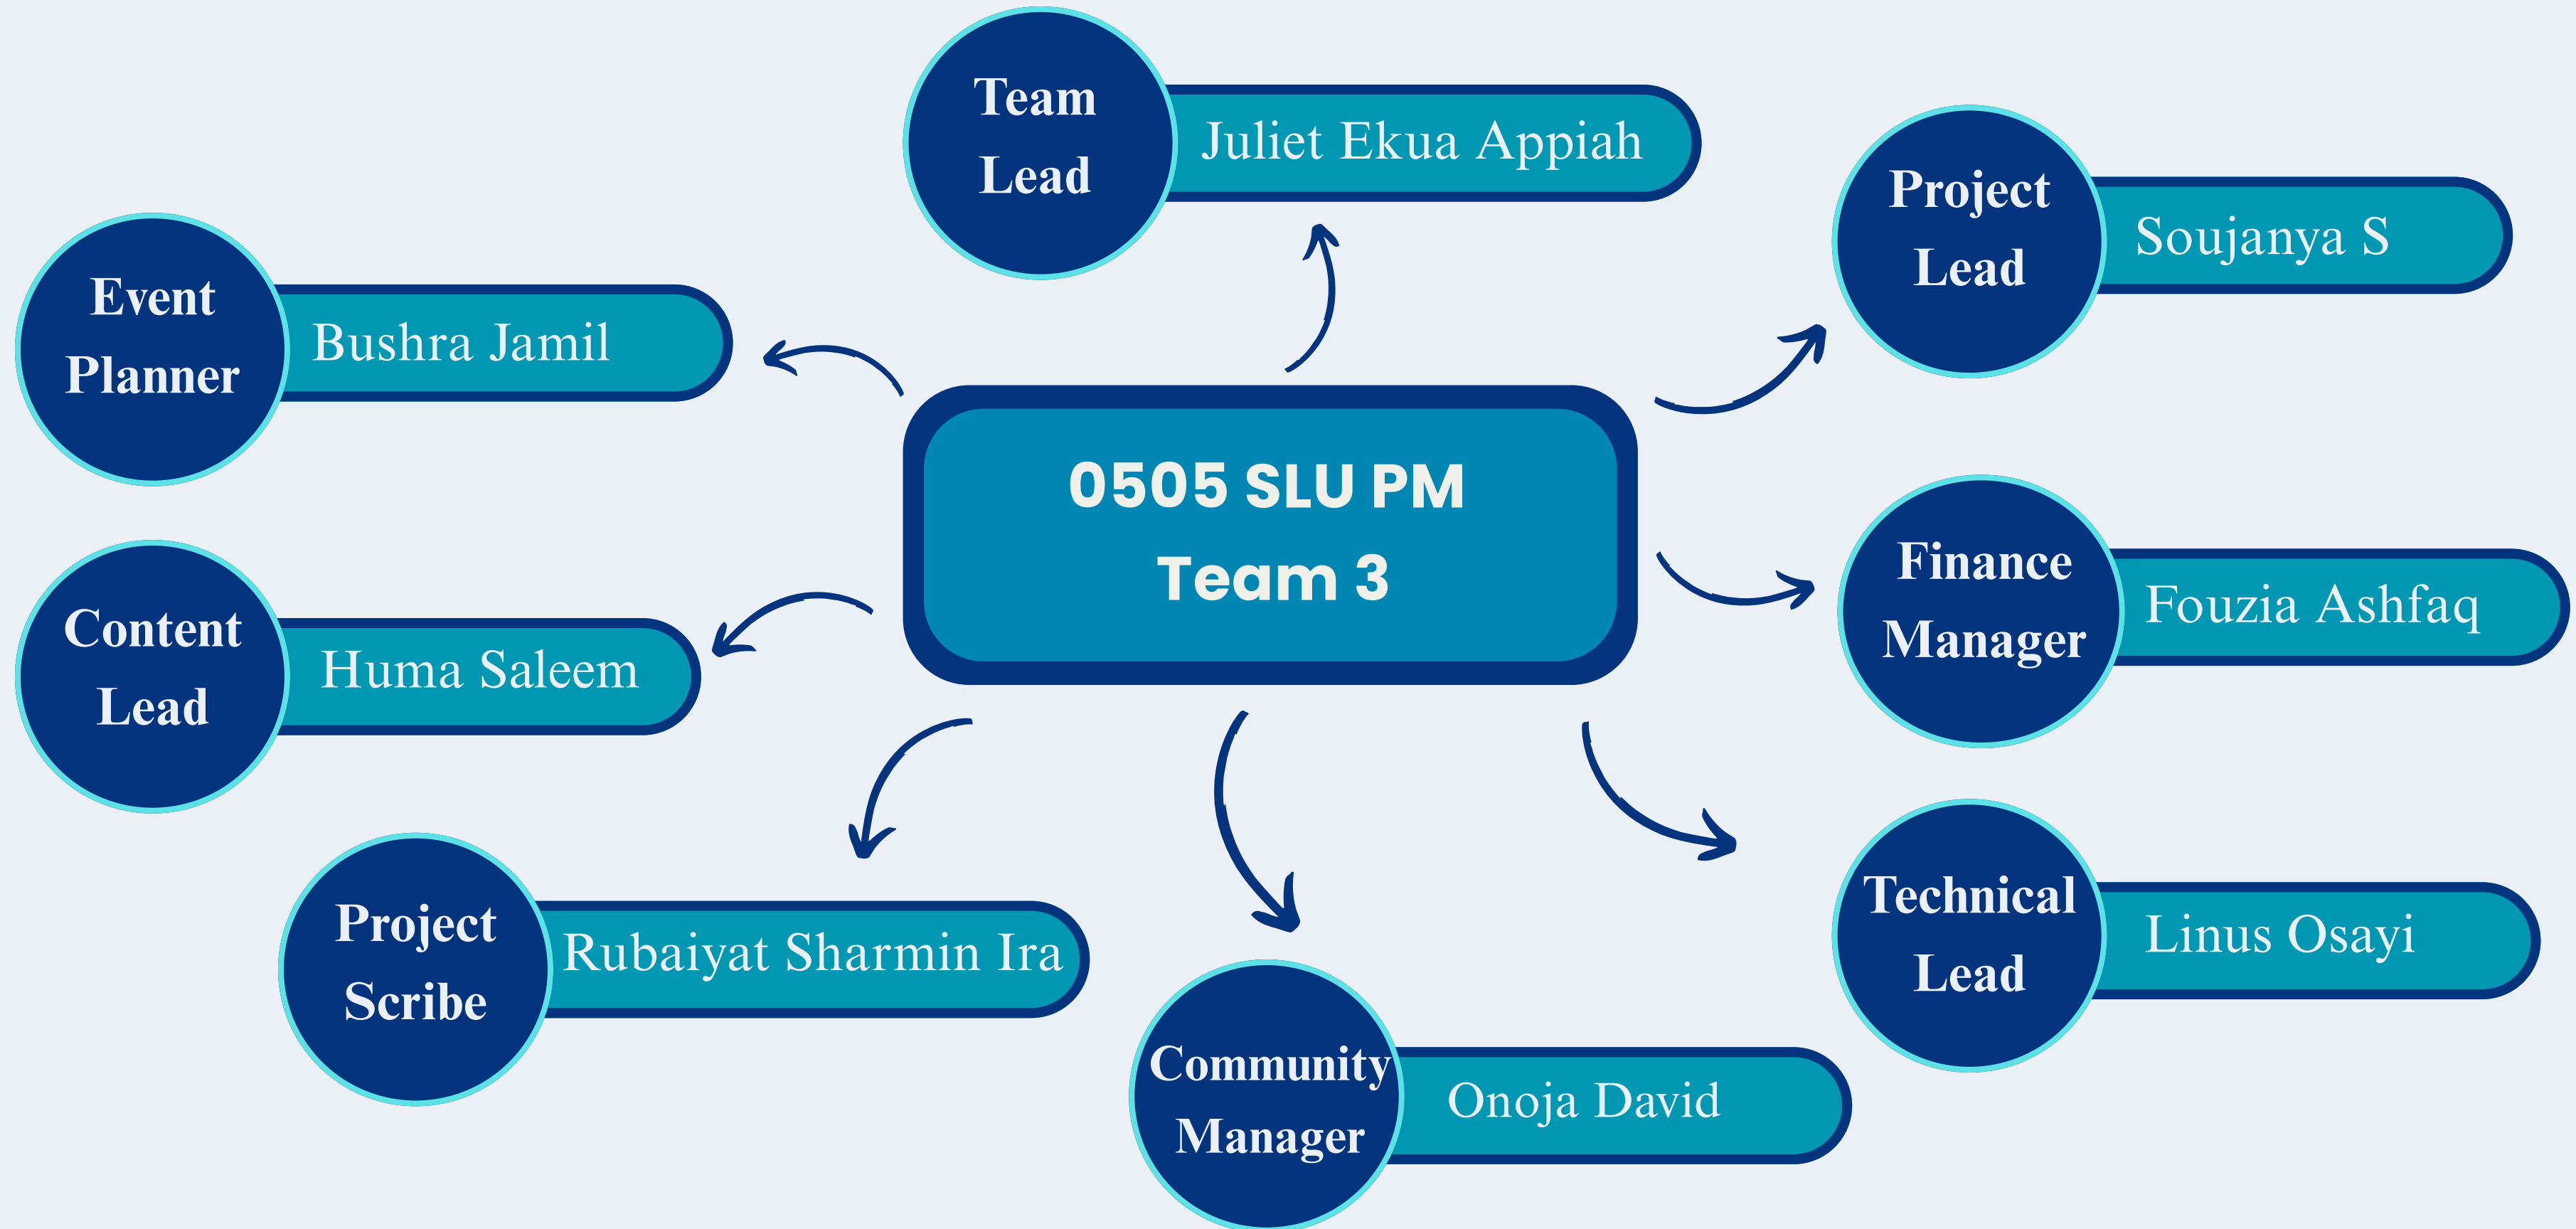 Team
Lead
Juliet Ekua Appiah
Project
Lead
Soujanya S
Event
Planner
Bushra Jamil
0505 SLU PM
Team 3
Finance
Manager
Fouzia Ashfaq
Content
Lead
Huma Saleem
Technical
Lead
Linus Osayi
Project
Scribe
Rubaiyat Sharmin Ira
Community
Manager
Onoja David